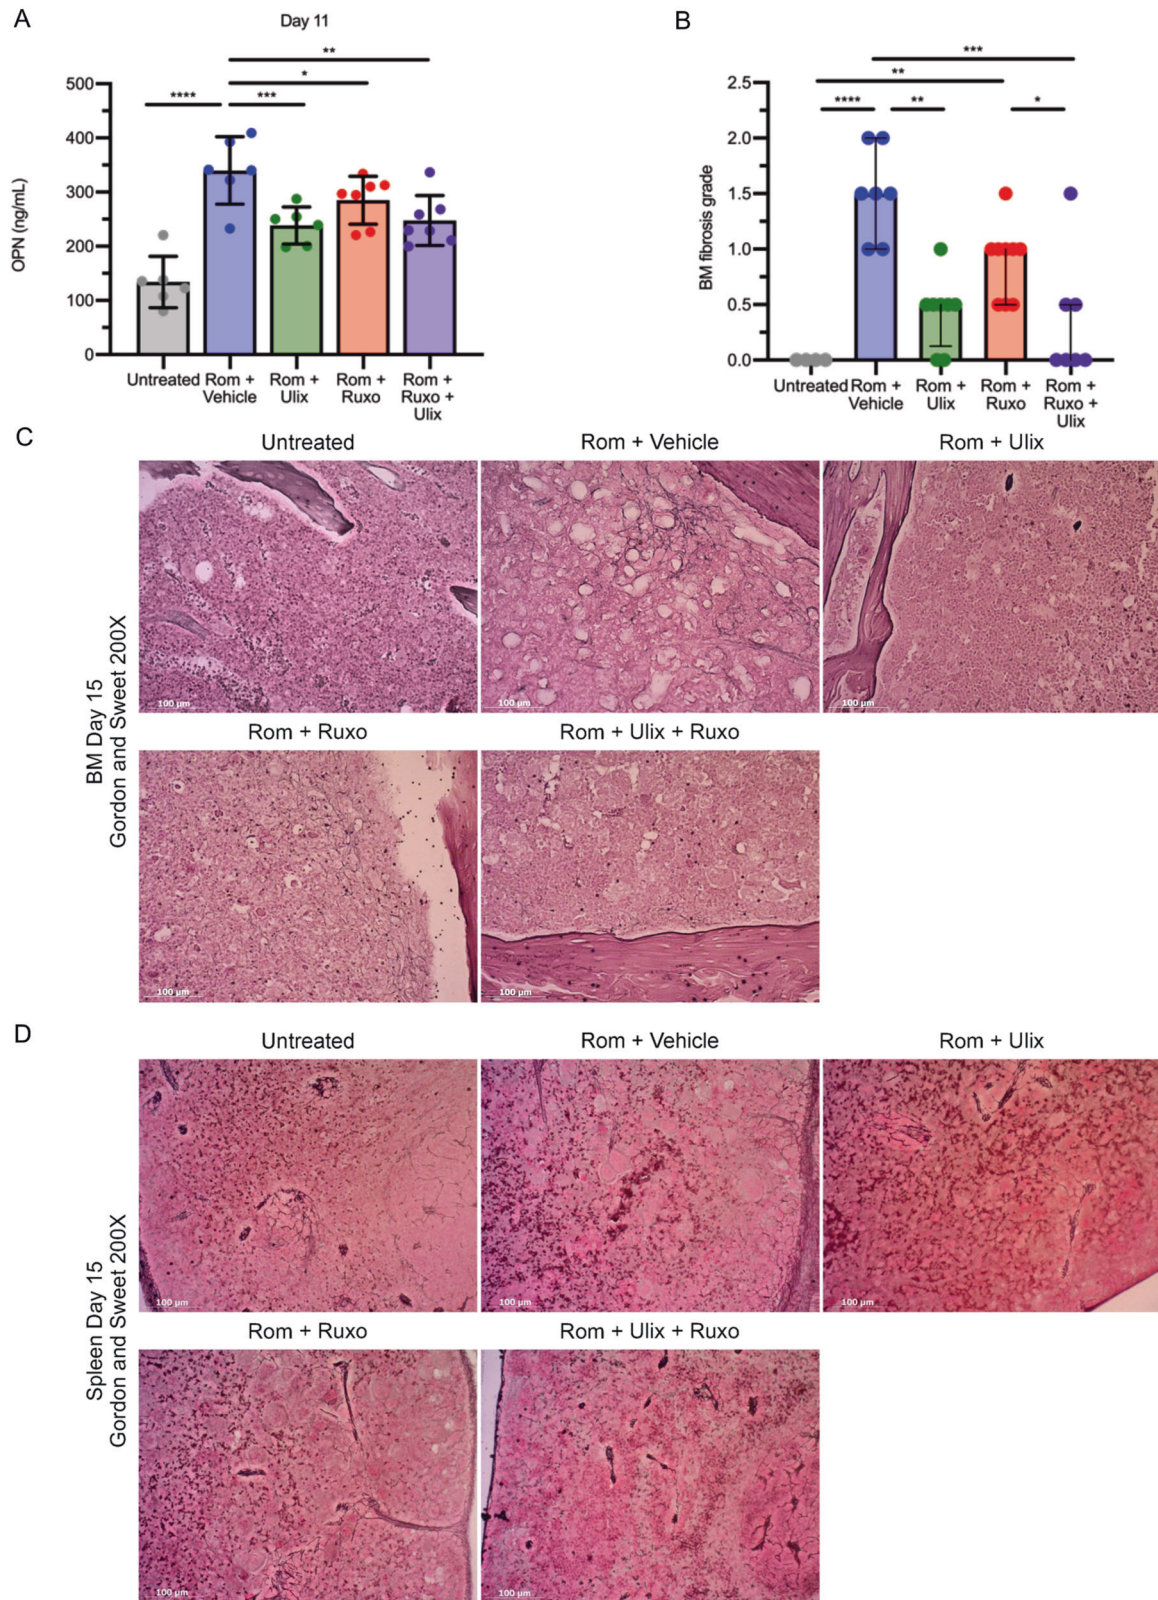 A
Day 11
**
*
****
***
OPN (ng/mL)
500
400
300
200
100
0
Untreated
Rom +
Vehicle
Rom +
Ulix
Rom +
Ruxo
Rom +
Ruxo +
Ulix
B
***
**
****
**
*
BM fibrosis grade
2.5
2.0
1.5
1.0
0.5
0.0
Untreated
Rom +
Vehicle
Rom +
Ulix
Rom +
Ruxo
Rom +
Ruxo +
Ulix
C
BM Day 15
Gordon and Sweet 200X
Untreated
Rom + Vehicle
Rom + Ulix
100 µm
100 µm
100 µm
Rom + Ruxo
Rom + Ulix + Ruxo
100 µm
100 µm
D
Spleen Day 15
Gordon and Sweet 200X
Untreated
Rom + Vehicle
Rom + Ulix
100 µm
100 µm
100 µm
Rom + Ruxo
Rom + Ulix + Ruxo
100 µm
100 µm